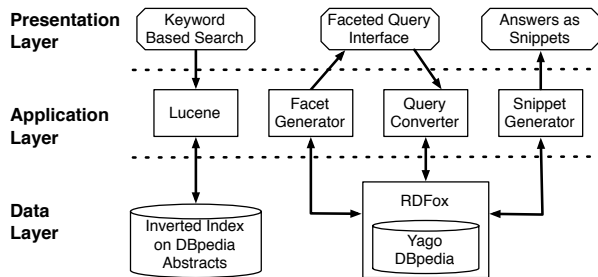 Presentation
Layer
Keyword
Based Search
Faceted Query
Interface
Answers as
Snippets
Application
Layer
Lucene
Facet
Generator
Query
Converter
Snippet
Generator
Data
Layer
Inverted Index
on DBpedia
Abstracts
RDFox
Yago
DBpedia